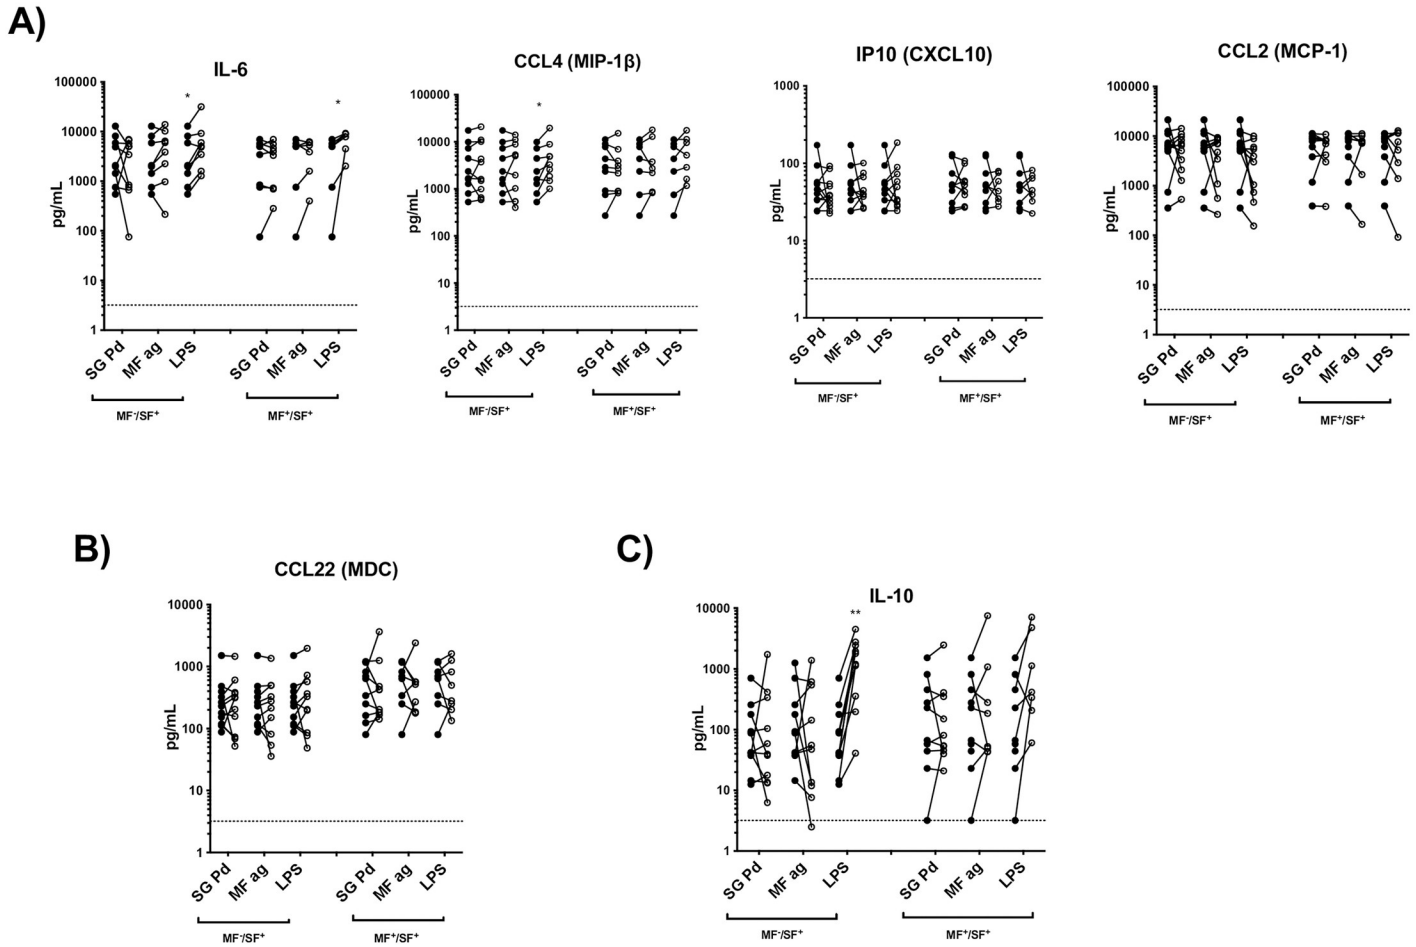 A)
IL-6
100000
10000
1000
100
10
1
pg/mL
*
*
SG Pd
MF ag
LPS
SG Pd
MF ag
LPS
MF⁻/SF⁺
MF⁺/SF⁺
CCL4 (MIP-1β)
100000
10000
1000
100
10
1
pg/mL
*
SG Pd
MF ag
LPS
SG Pd
MF ag
LPS
MF⁻/SF⁺
MF⁺/SF⁺
IP10 (CXCL10)
1000
100
10
1
pg/mL
SG Pd
MF ag
LPS
SG Pd
MF ag
LPS
MF⁻/SF⁺
MF⁺/SF⁺
CCL2 (MCP-1)
100000
10000
1000
100
10
1
pg/mL
SG Pd
MF ag
LPS
SG Pd
MF ag
LPS
MF⁻/SF⁺
MF⁺/SF⁺
B)
CCL22 (MDC)
10000
1000
100
10
1
pg/mL
SG Pd
MF ag
LPS
SG Pd
MF ag
LPS
MF⁻/SF⁺
MF⁺/SF⁺
C)
IL-10
10000
1000
100
10
1
pg/mL
**
SG Pd
MF ag
LPS
SG Pd
MF ag
LPS
MF⁻/SF⁺
MF⁺/SF⁺